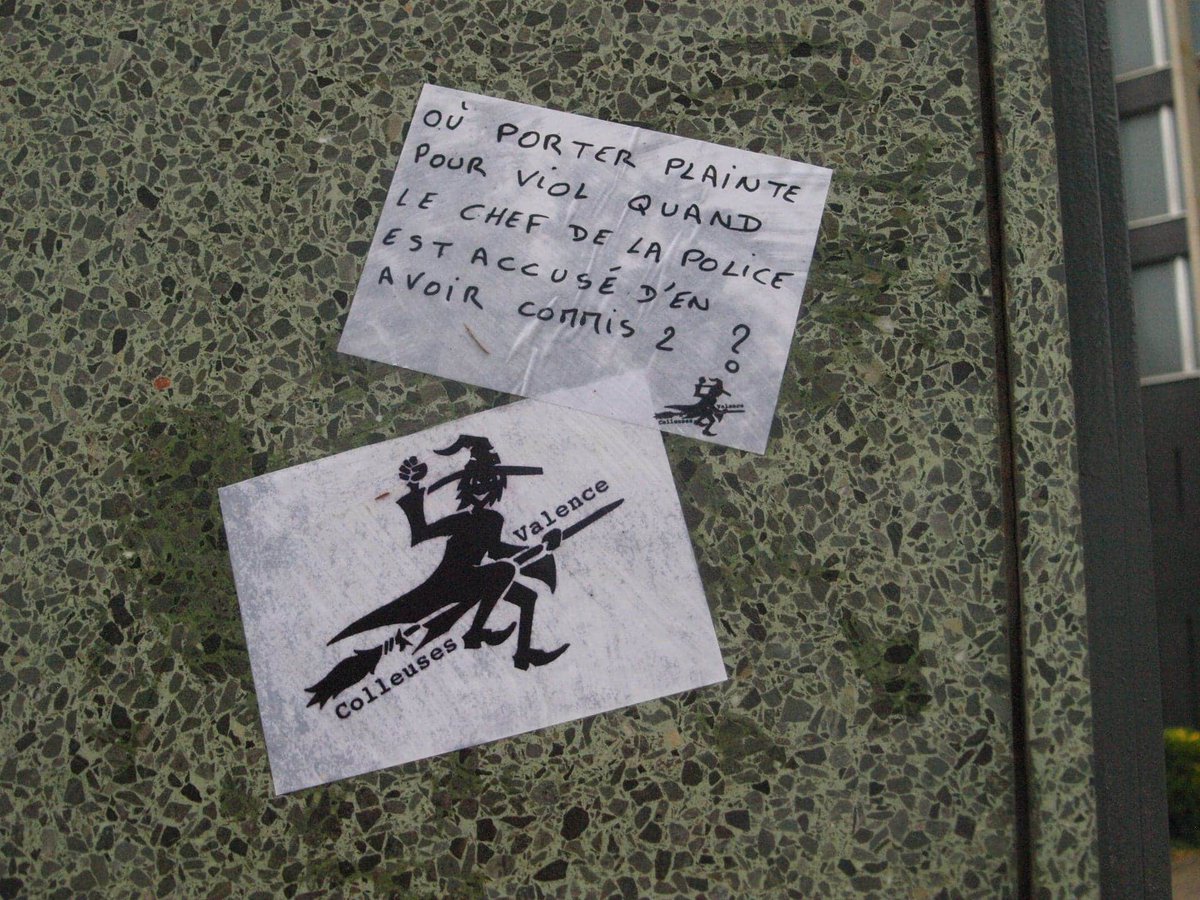 OÙ PORTER PLAINTE
POUR VIOL QUAND
LE CHEF DE LA POLICE
EST ACCUSÉ D'EN
AVOIR COMMIS 2 ?
Valence
Colleuses
Valence
Colleuses